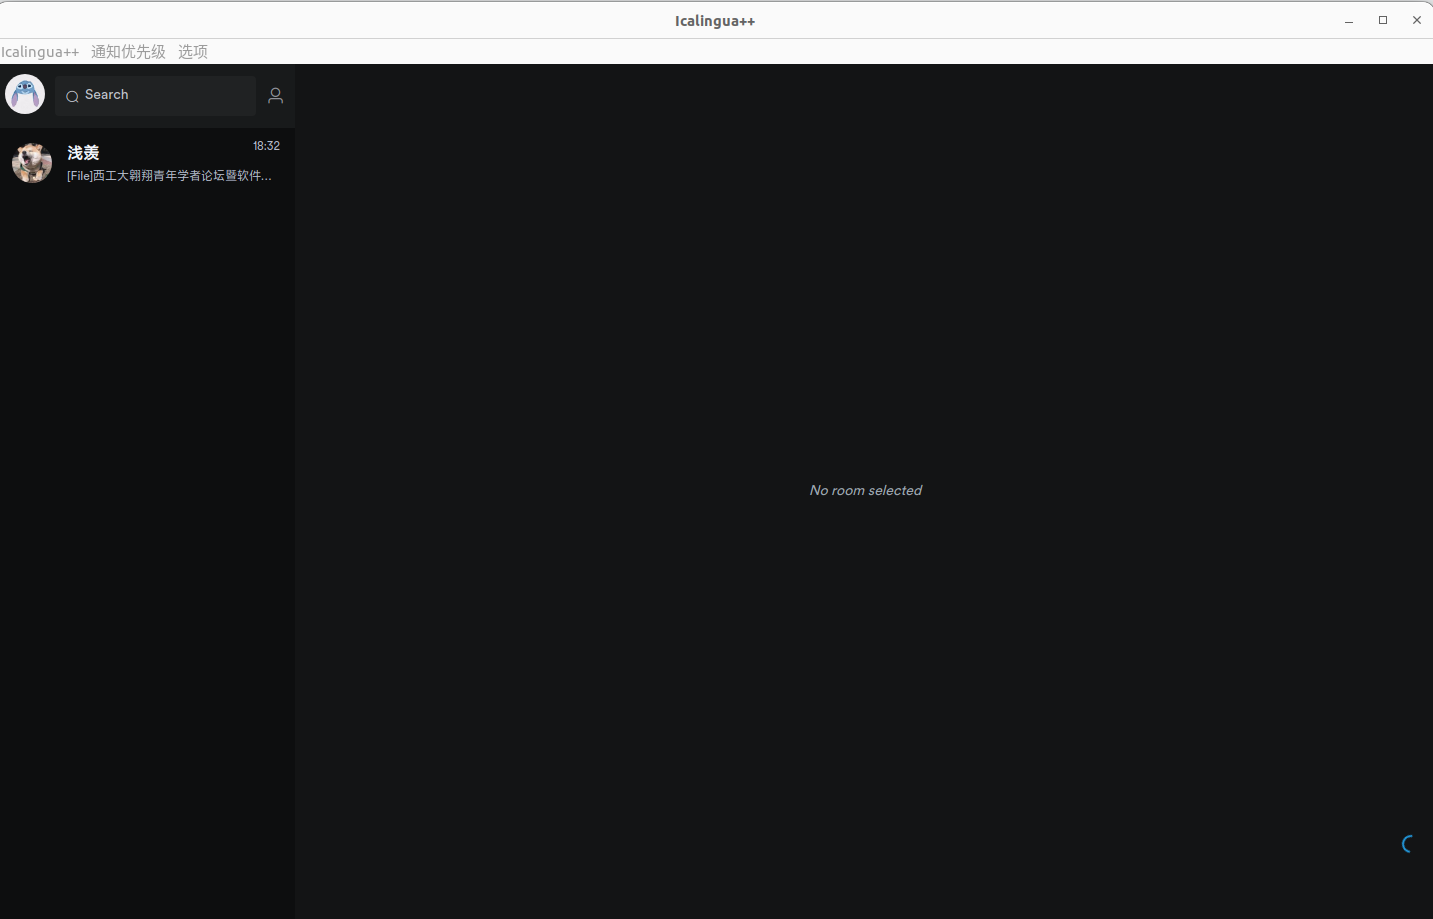 Icalingua++
Icalingua++ 通知优先级 选项
Search
浅羡 18:32
[File]西工大翱翔青年学者论坛暨软件...
No room selected